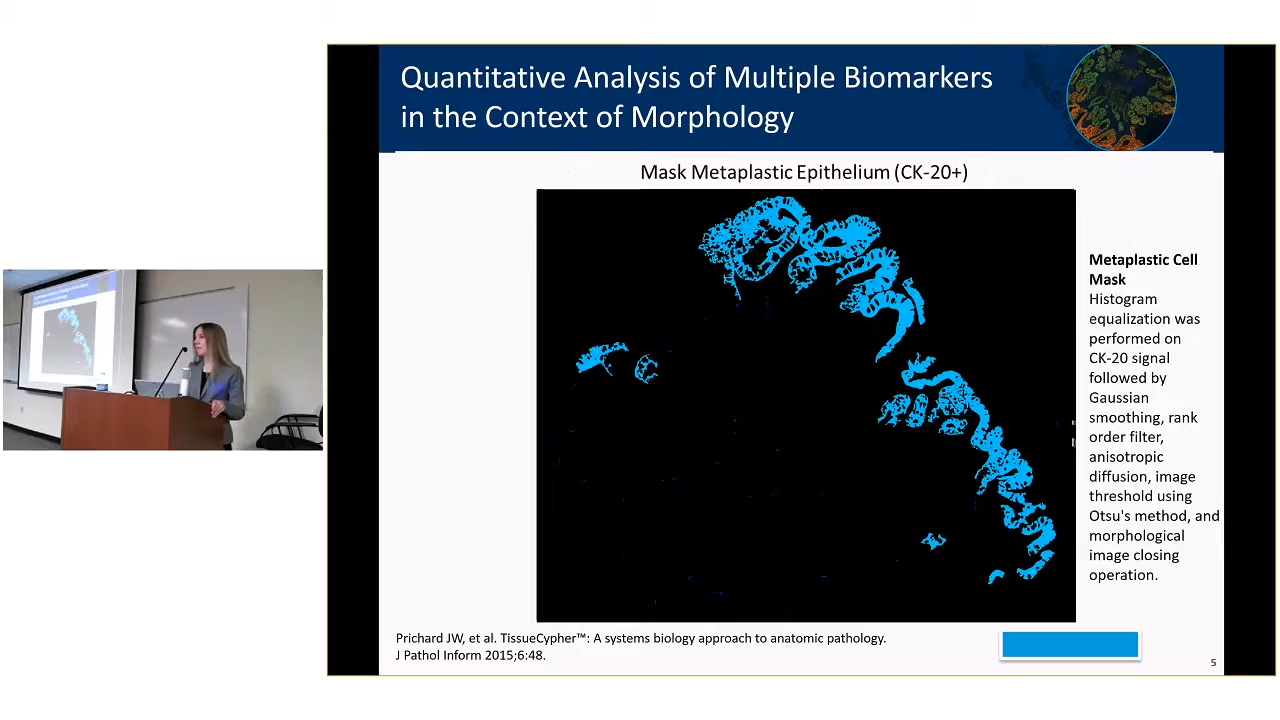 Quantitative Analysis of Multiple Biomarkers
in the Context of Morphology
Mask Metaplastic Epithelium (CK-20+)
Metaplastic Cell
Mask
Histogram
equalization was
performed on
CK-20 signal
followed by
Gaussian
smoothing, rank
order filter,
anisotropic
diffusion, image
threshold using
Otsu's method, and
morphological
image closing
operation.
Prichard JW, et al. TissueCypher™: A systems biology approach to anatomic pathology.
J Pathol Inform 2015;6:48.
5